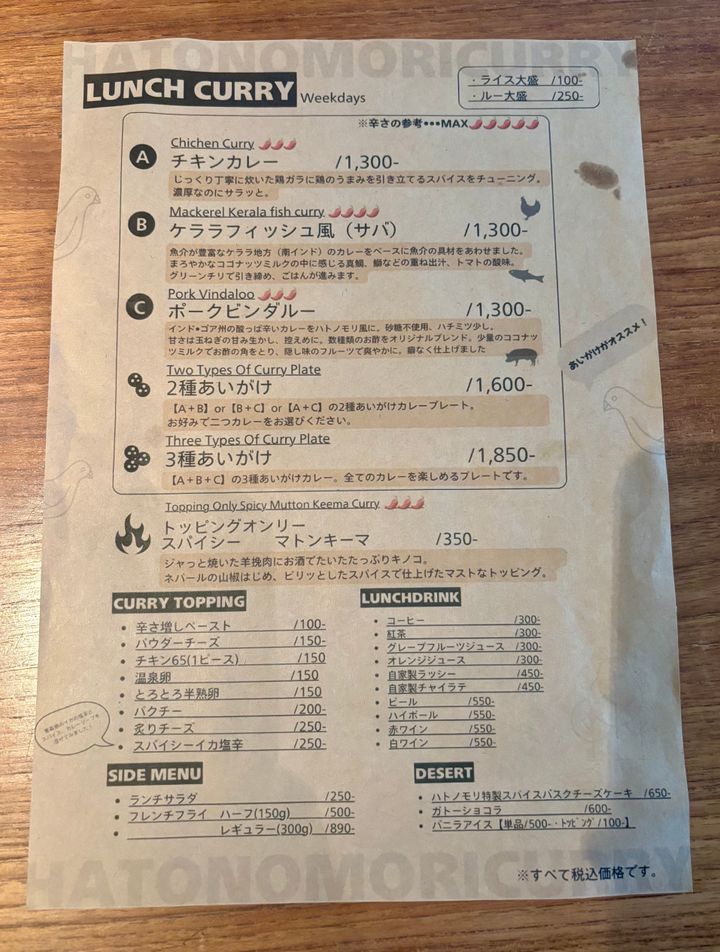 HATONOMORICURRY
LUNCH CURRY Weekdays
・ライス大盛 /100-
・ルー大盛 /250-
※辛さの参考•••MAX🌶🌶🌶🌶🌶
A
Chichen Curry 🌶🌶🌶
チキンカレー /1,300-
じっくり丁寧に炊いた鶏ガラに鶏のうまみを引き立てるスパイスをチューニング。
濃厚なのにサラッと。
B
Mackerel Kerala fish curry 🌶🌶🌶🌶
ケララフィッシュ風（サバ） /1,300-
魚介が豊富なケララ地方（南インド）のカレーをベースに魚介の具材をあわせました。
まろやかなココナッツミルクの中に感じる真鯛、鰤などの重ね出汁、トマトの酸味。
グリーンチリで引き締め、ごはんが進みます。
C
Pork Vindaloo 🌶🌶🌶
ポークビンダルー /1,300-
インド•ゴア州の酸っぱ辛いカレーをハトノモリ風に。砂糖不使用、ハチミツ少し。
甘さは玉ねぎの甘み生かし、控えめに。数種類のお酢をオリジナルブレンド。少量のココナッ
ツミルクでお酢の角をとり、隠し味のフルーツで爽やかに。癖なく仕上げました
あいがけがオススメ！
Two Types Of Curry Plate
2種あいがけ /1,600-
【A＋B】or【B＋C】or【A＋C】の2種あいがけカレープレート。
お好みで二つカレーをお選びください。
Three Types Of Curry Plate
3種あいがけ /1,850-
【A＋B＋C】の3種あいがけカレー。全てのカレーを楽しめるプレートです。
Topping Only Spicy Mutton Keema Curry 🌶🌶🌶
トッピングオンリー
スパイシー マトンキーマ /350-
ジャっと焼いた羊挽肉にお酒でたいたたっぷりキノコ。
ネパールの山椒はじめ、ピリッとしたスパイスで仕上げたマストなトッピング。
CURRY TOPPING
• 辛さ増しペースト /100-
• パウダーチーズ /150-
• チキン65(1ピース) /150
• 温泉卵 /150
• とろとろ半熟卵 /150
• パクチー /200-
• 炙りチーズ /250-
• スパイシーイカ塩辛 /250-
LUNCHDRINK
• コーヒー /300-
• 紅茶 /300-
• グレープフルーツジュース /300-
• オレンジジュース /300-
• 自家製ラッシー /450-
• 自家製チャイラテ /450-
• ビール /550-
• ハイボール /550-
• 赤ワイン /550-
• 白ワイン /550-
SIDE MENU
• ランチサラダ /250-
• フレンチフライ ハーフ(150g) /500-
• レギュラー(300g) /890-
DESERT
• ハトノモリ特製スパイスバスクチーズケーキ /650-
• ガトーショコラ /600-
• バニラアイス【単品/500-・トッピング/100-】
※すべて税込価格です。
HATONOMORICURRY